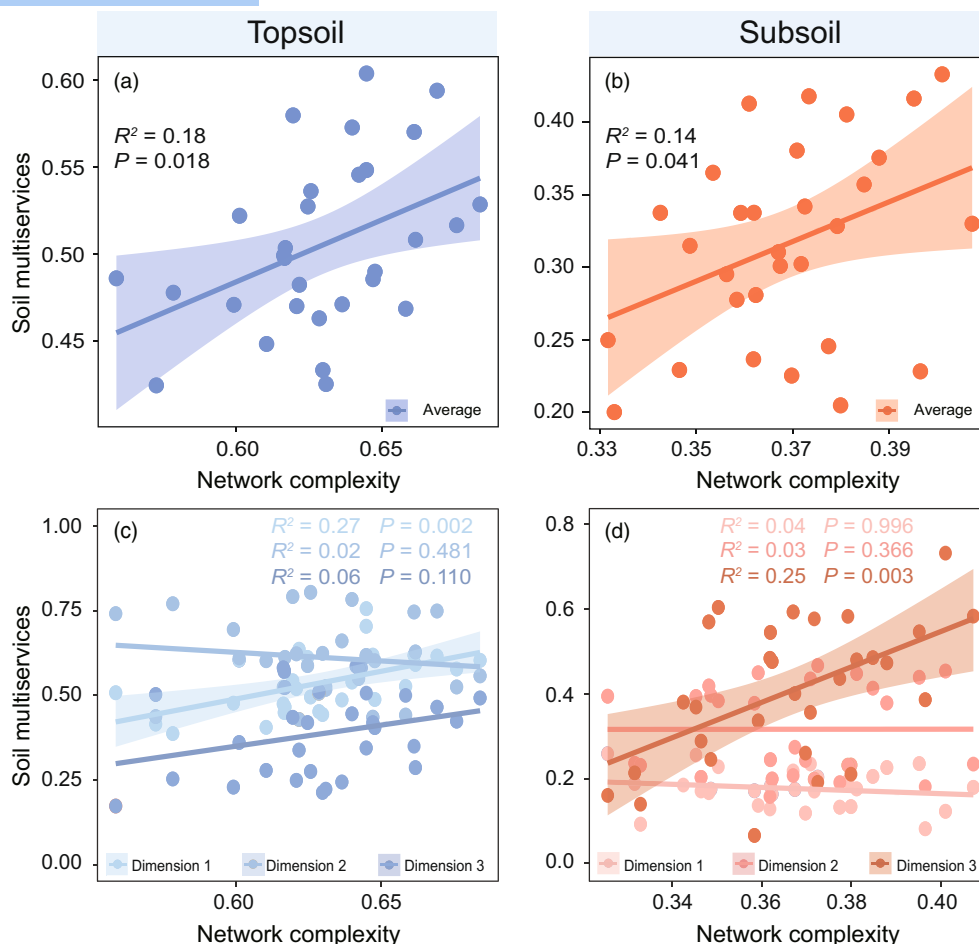 Topsoil
Subsoil
(a)
R² = 0.18
P = 0.018
0.60
0.55
0.50
0.45
Soil multiservices
Average
0.60 0.65
Network complexity
(b)
R² = 0.14
P = 0.041
0.40
0.35
0.30
0.25
0.20
Average
0.33 0.35 0.37 0.39
Network complexity
(c)
R² = 0.27 P = 0.002
R² = 0.02 P = 0.481
R² = 0.06 P = 0.110
1.00
0.75
0.50
0.25
0.00
Soil multiservices
Dimension 1 Dimension 2 Dimension 3
0.60 0.65
Network complexity
(d)
R² = 0.04 P = 0.996
R² = 0.03 P = 0.366
R² = 0.25 P = 0.003
0.8
0.6
0.4
0.2
0.0
Dimension 1 Dimension 2 Dimension 3
0.34 0.36 0.38 0.40
Network complexity